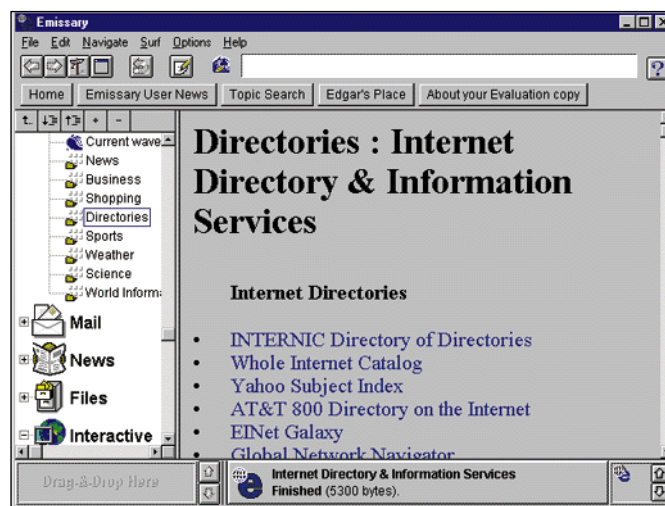 Emissary
File Edit Navigate Surf Options Help
Home Emissary User News Topic Search Edgar's Place About your Evaluation copy
Current wave
News
Business
Shopping
Directories
Sports
Weather
Science
World Inform
Mail
News
Files
Interactive
Directories : Internet
Directory & Information
Services
Internet Directories
• INTERNIC Directory of Directories
• Whole Internet Catalog
• Yahoo Subject Index
• AT&T 800 Directory on the Internet
• EINet Galaxy
• Global Network Navigator
Drag-&-Drop Here
Internet Directory & Information Services
Finished (5300 bytes).